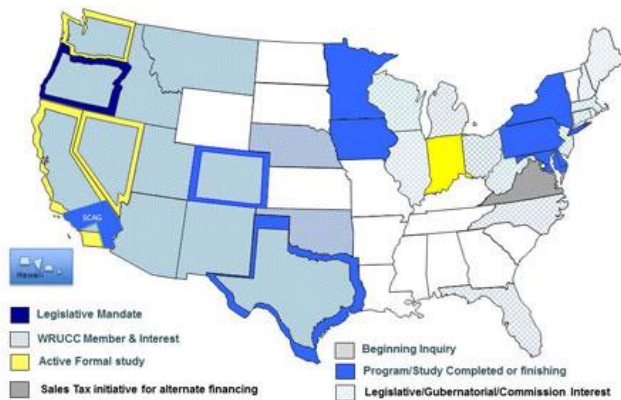 SCAG
Hawaii
Legislative Mandate
WRUCC Member & Interest
Active Formal study
Sales Tax initiative for alternate financing
Beginning Inquiry
Program/Study Completed or finishing
Legislative/Gubernatorial/Commission Interest